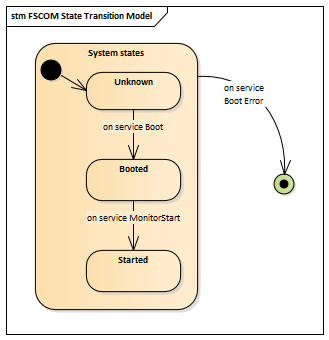 stm FSCOM State Transition Model
System states
Unknown
on service
Boot Error
on service Boot
Booted
on service MonitorStart
Started